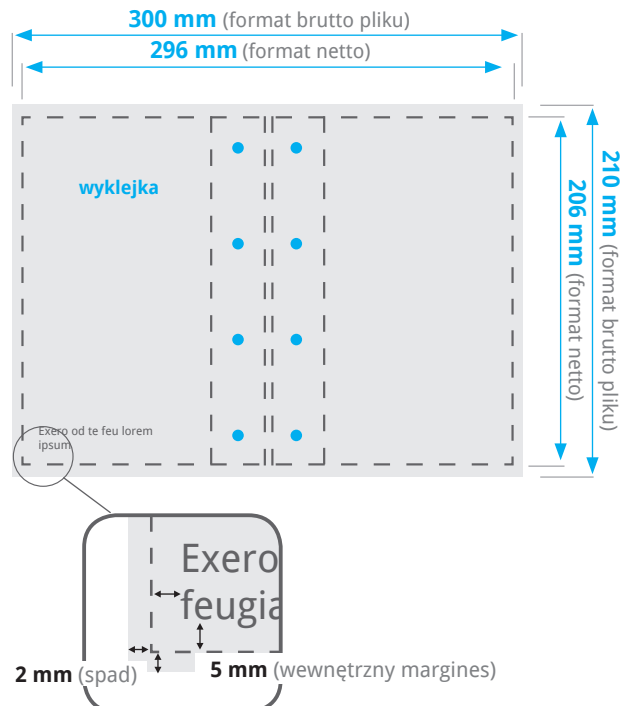 300 mm (format brutto pliku)
296 mm (format netto)
wyklejka
210 mm (format brutto pliku)
206 mm (format netto)
Exero od te feu lorem
ipsum
Exero
feugia
2 mm (spad)
5 mm (wewnętrzny margines)